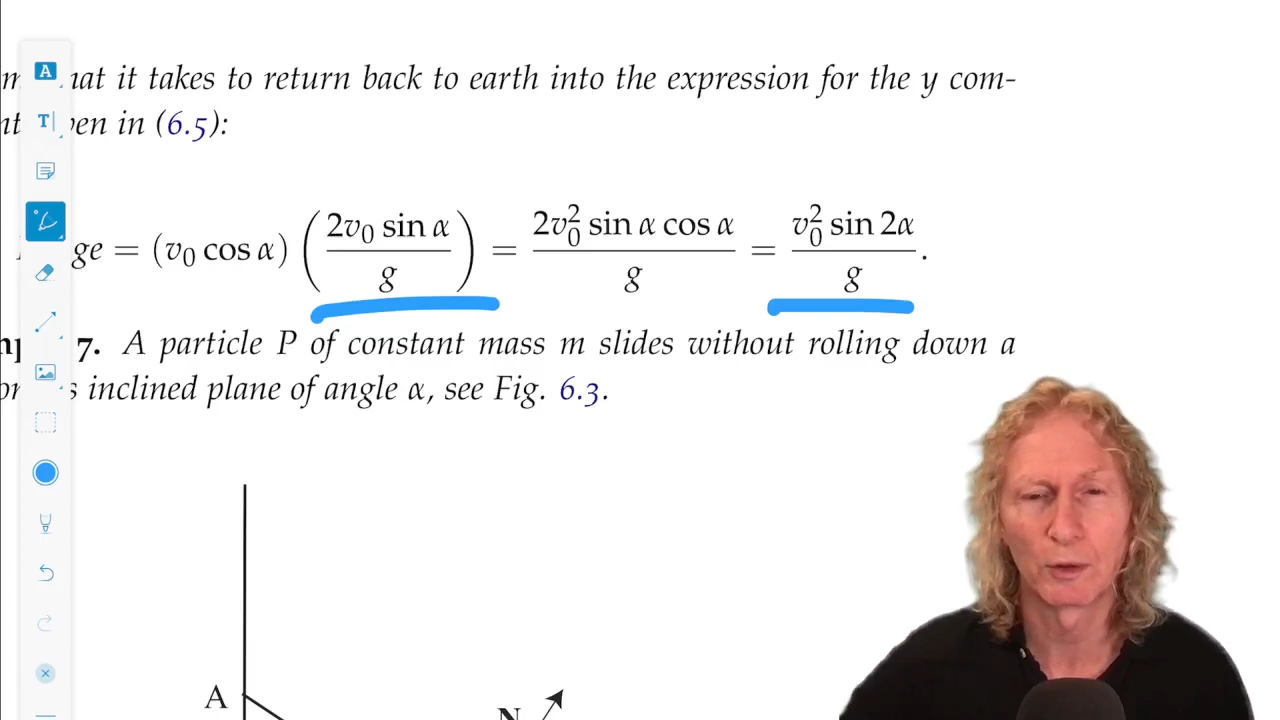 hat it takes to return back to earth into the expression for the y com-
en in (6.5):
ge = (v₀ cos α) (2v₀ sin α / g) = 2v₀² sin α cos α / g = v₀² sin 2α / g.
7. A particle P of constant mass m slides without rolling down a
s inclined plane of angle α, see Fig. 6.3.
A
N